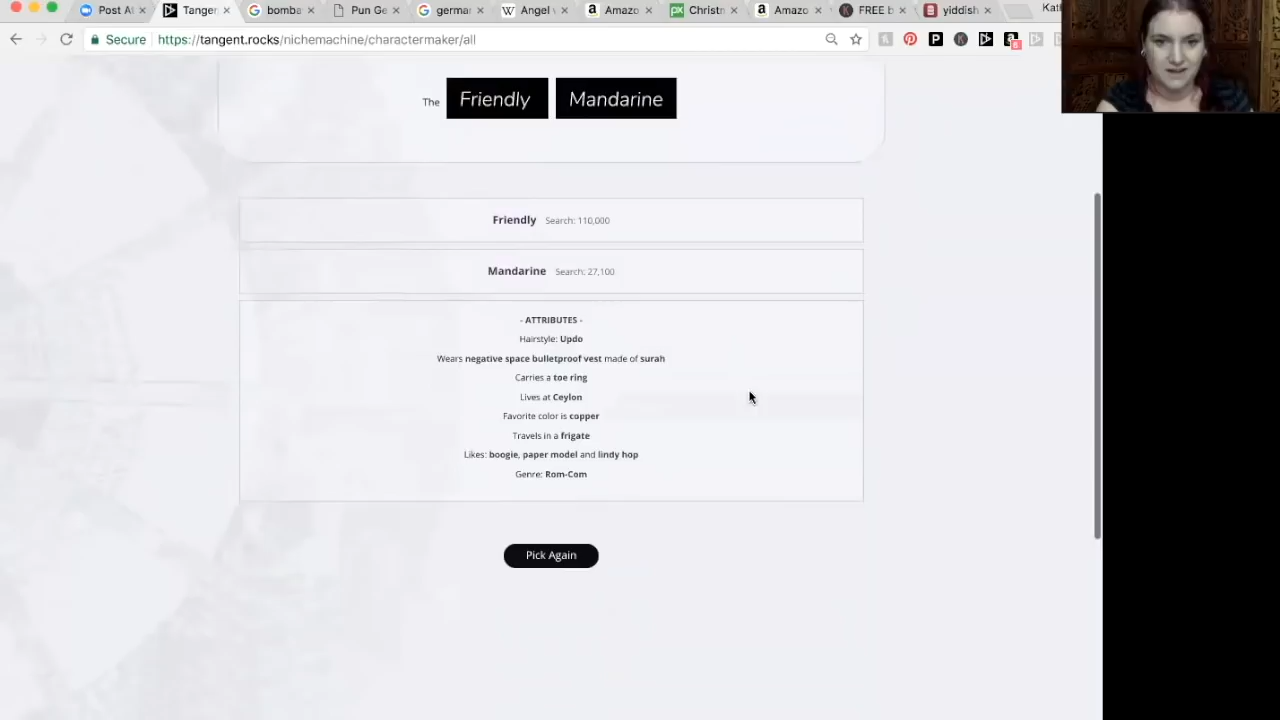 Post At
Tange
bomba
Pun Ge
germa
Angel
Amazo
Christn
Amazo
FREE b
yiddish
Secure https://tangent.rocks/nichemachine/charactermaker/all
The Friendly Mandarine
Friendly Search: 110,000
Mandarine Search: 27,100
- ATTRIBUTES -
Hairstyle: Updo
Wears negative space bulletproof vest made of surah
Carries a toe ring
Lives at Ceylon
Favorite color is copper
Travels in a frigate
Likes: boogie, paper model and lindy hop
Genre: Rom-Com
Pick Again